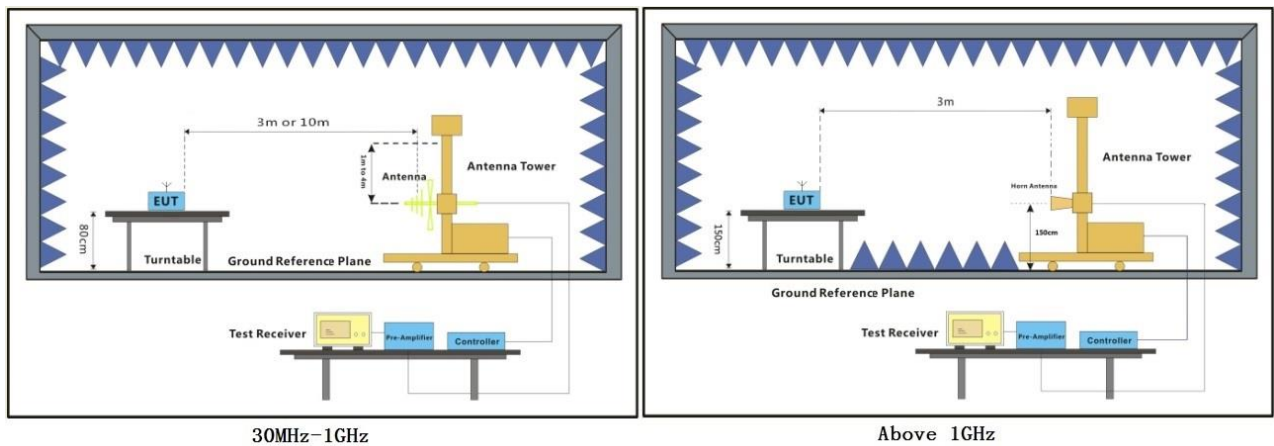 3m or 10m
1m to 4m
Antenna
Antenna Tower
EUT
80cm
Turntable
Ground Reference Plane
Test Receiver
Pre-Amplifier
Controller
30MHz-1GHz
3m
Antenna Tower
Horn Antenna
EUT
150cm
150cm
Turntable
Ground Reference Plane
Test Receiver
Pre-Amplifier
Controller
Above 1GHz